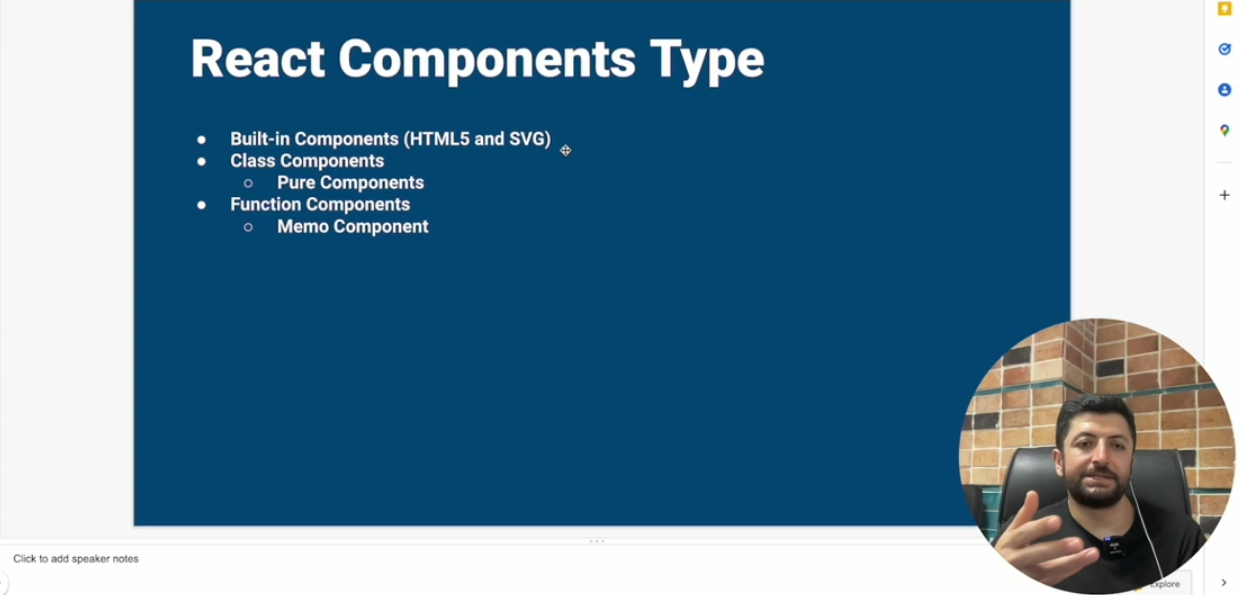 React Components Type
● Built-in Components (HTML5 and SVG)
● Class Components
○ Pure Components
● Function Components
○ Memo Component
Click to add speaker notes
Explore